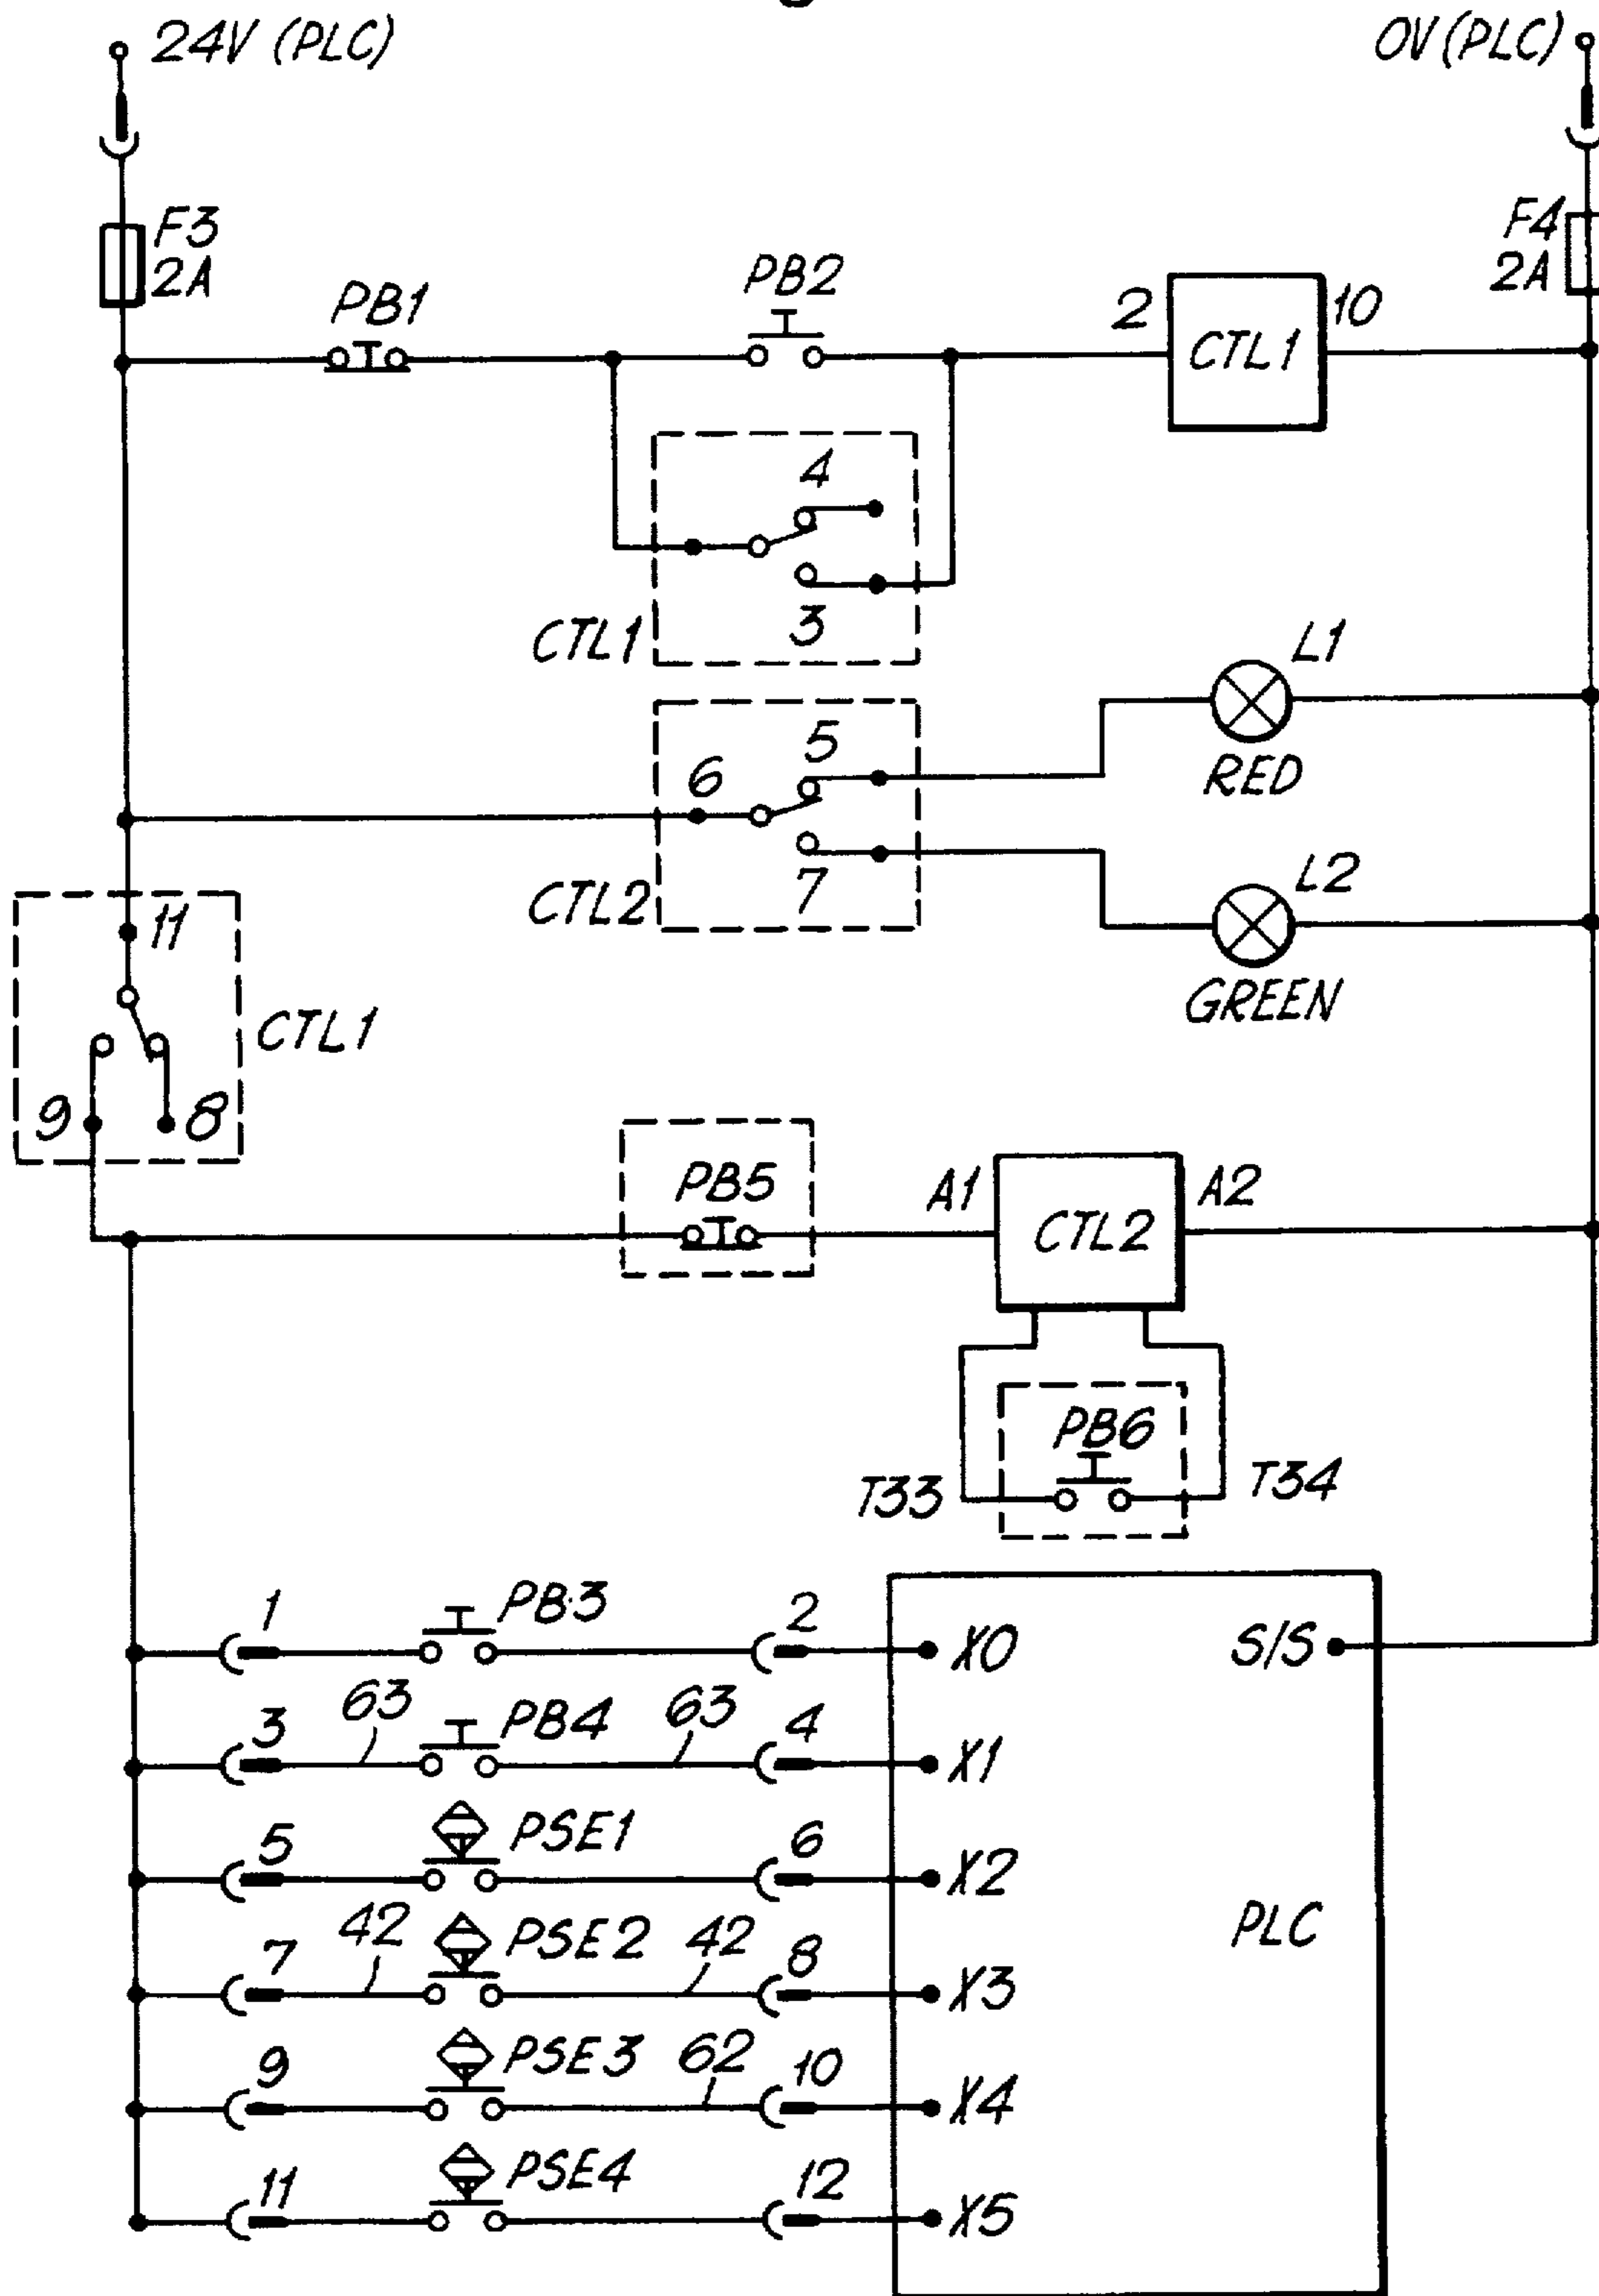 24V (PLC)
0V (PLC)
F3
2A
F4
2A
PB1
PB2
2
CTL1
10
4
3
CTL1
L1
RED
6
5
7
CTL2
L2
GREEN
11
CTL1
9
8
PB5
A1
CTL2
A2
PB6
T33
T34
1
PB3
2
X0
S/S
3
63
PB4
63
4
X1
5
PSE1
6
X2
PLC
7
42
PSE2
42
8
X3
9
PSE3
62
10
X4
11
PSE4
12
X5